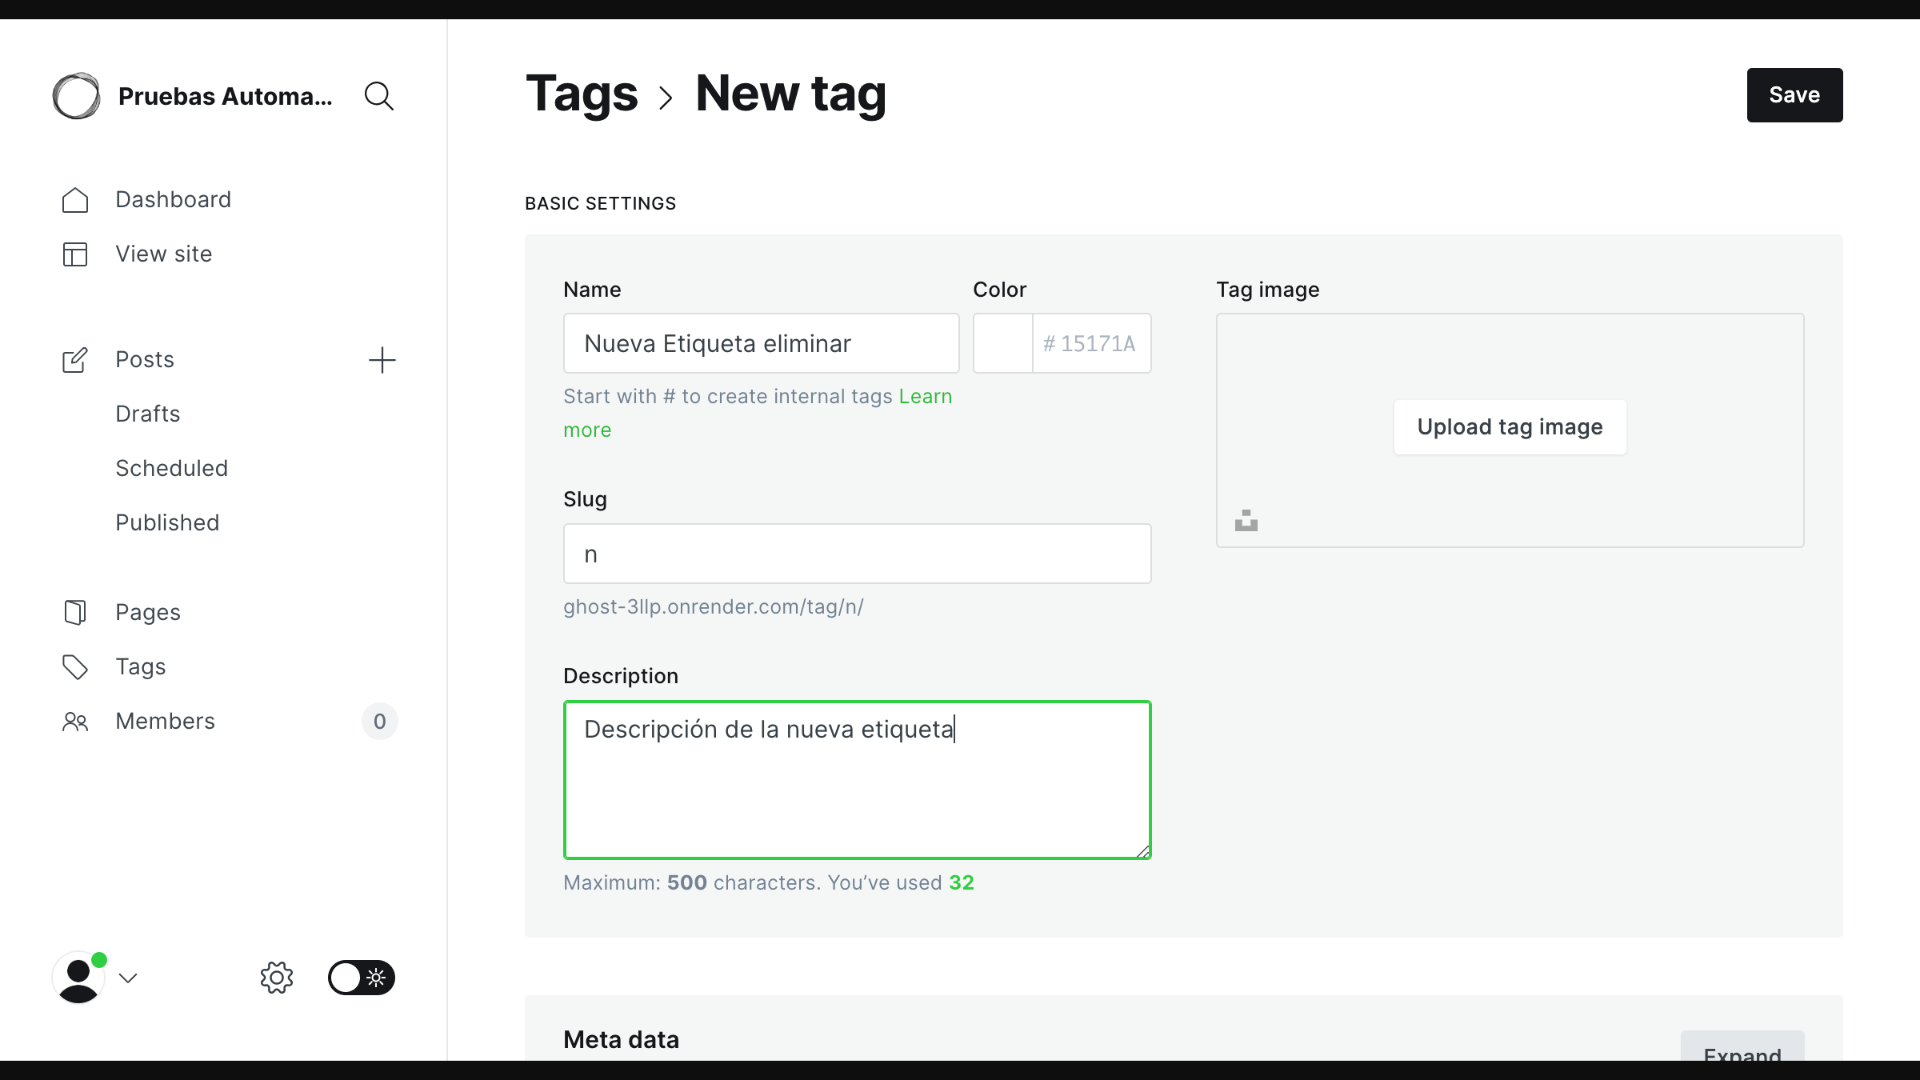 Pruebas Automa...
Dashboard
View site
Posts
Drafts
Scheduled
Published
Pages
Tags
Members
0
Tags > New tag
Save
BASIC SETTINGS
Name
Nueva Etiqueta eliminar
Start with # to create internal tags Learn
more
Color
# 15171A
Slug
n
ghost-3llp.onrender.com/tag/n/
Description
Descripción de la nueva etiqueta
Maximum: 500 characters. You’ve used 32
Tag image
Upload tag image
Meta data
Expand